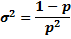 σ² = (1 − p) / p²